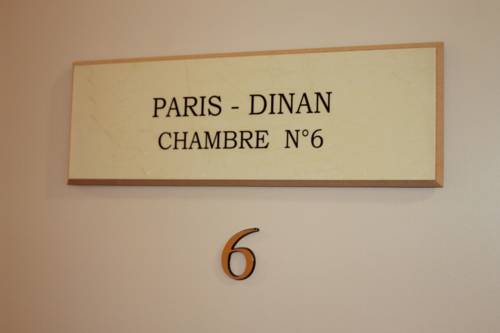 PARIS - DINAN
CHAMBRE N°6
6